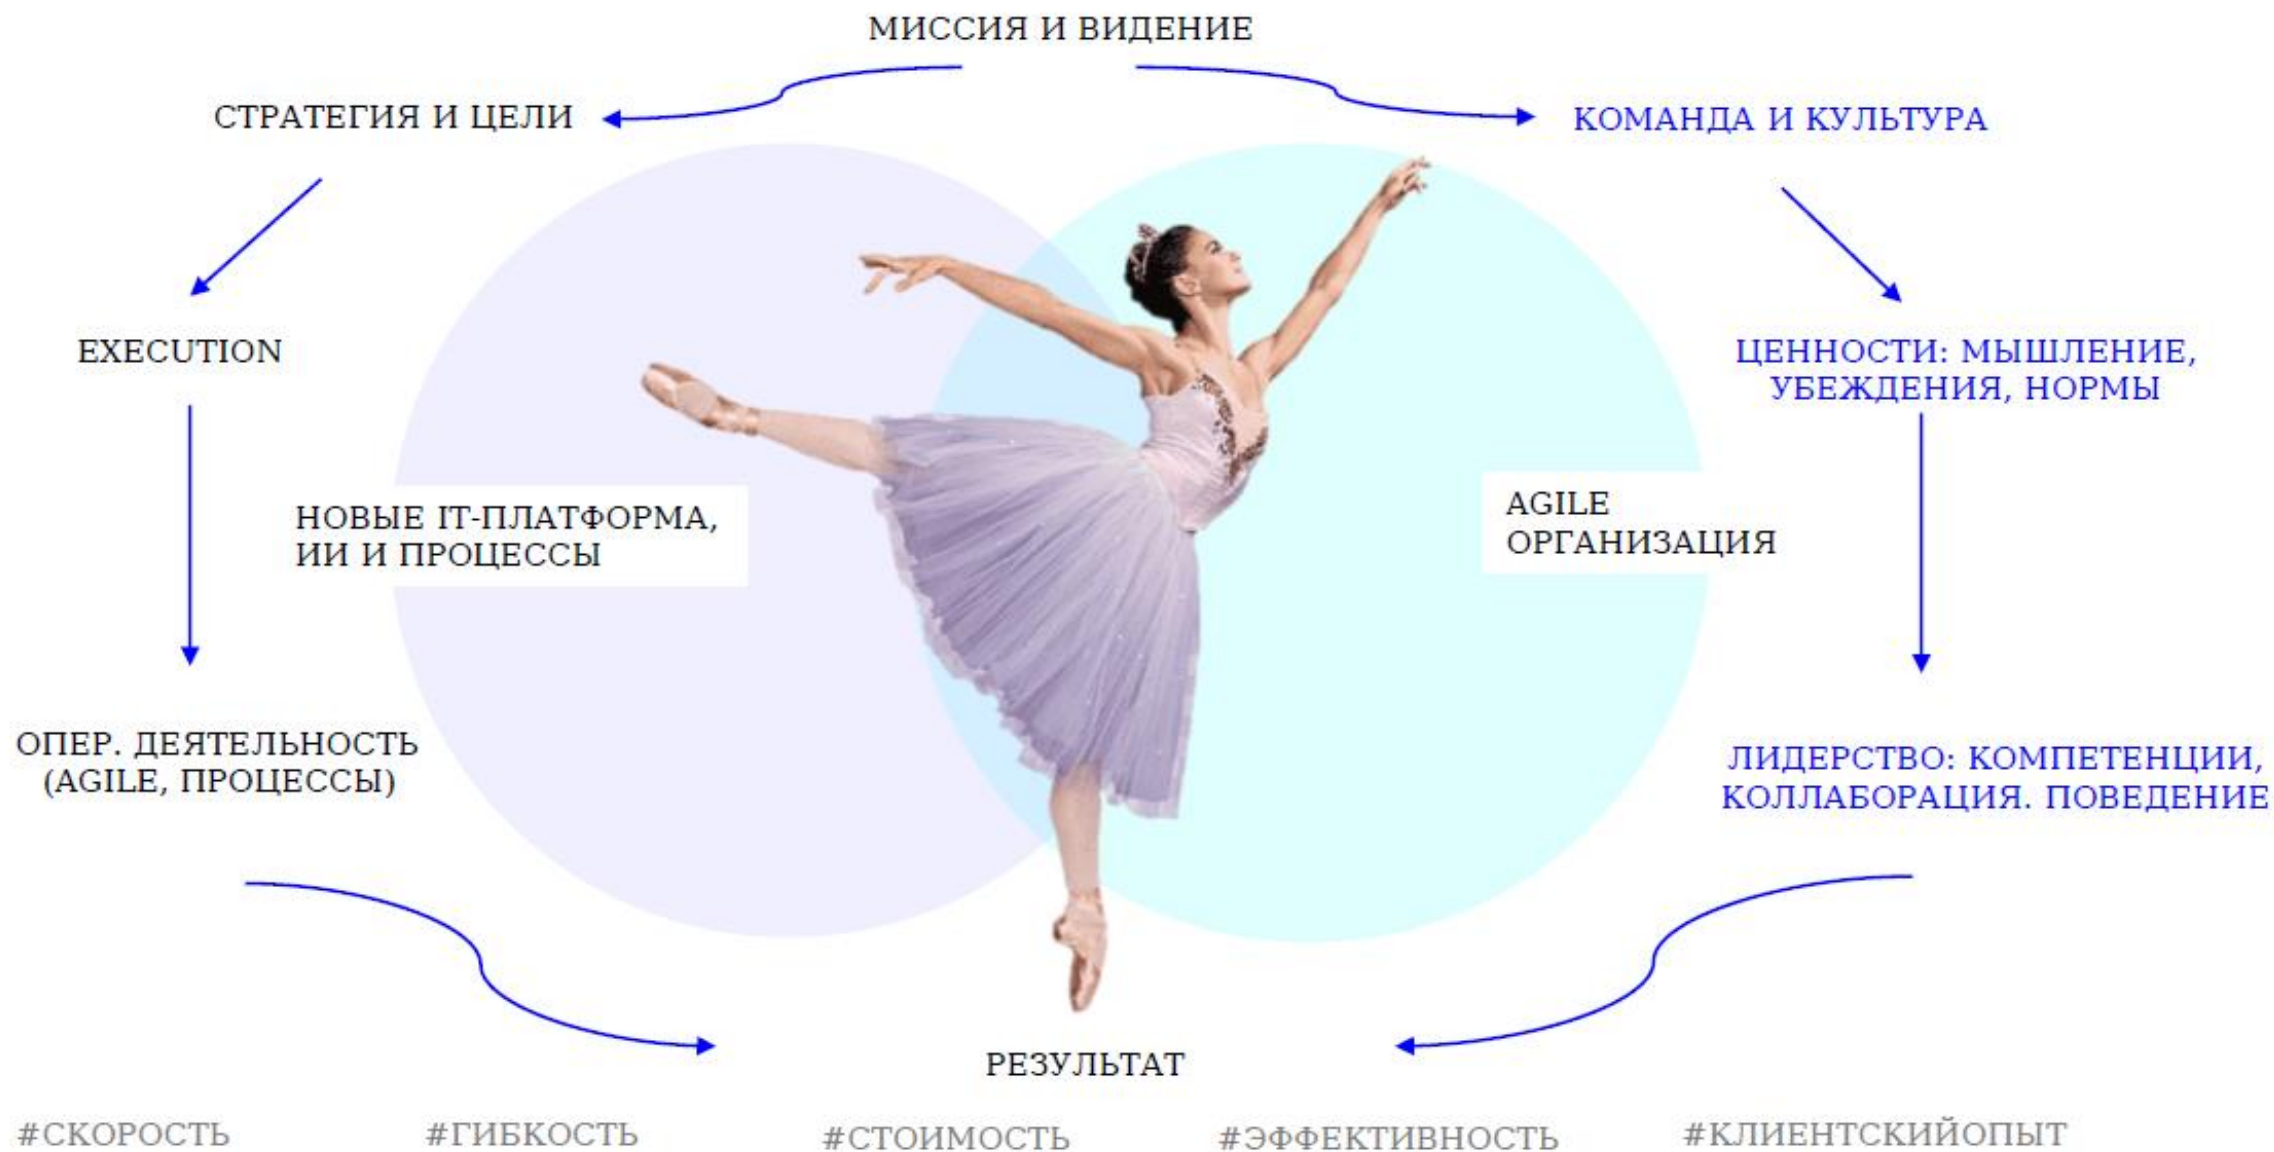 МИССИЯ И ВИДЕНИЕ
СТРАТЕГИЯ И ЦЕЛИ
КОМАНДА И КУЛЬТУРА
EXECUTION
ЦЕННОСТИ: МЫШЛЕНИЕ,
УБЕЖДЕНИЯ, НОРМЫ
НОВЫЕ IT-ПЛАТФОРМА,
ИИ И ПРОЦЕССЫ
AGILE
ОРГАНИЗАЦИЯ
ОПЕР. ДЕЯТЕЛЬНОСТЬ
(AGILE, ПРОЦЕССЫ)
ЛИДЕРСТВО: КОМПЕТЕНЦИИ,
КОЛЛАБОРАЦИЯ. ПОВЕДЕНИЕ
РЕЗУЛЬТАТ
#СКОРОСТЬ
#ГИБКОСТЬ
#СТОИМОСТЬ
#ЭФФЕКТИВНОСТЬ
#КЛИЕНТСКИЙОПЫТ